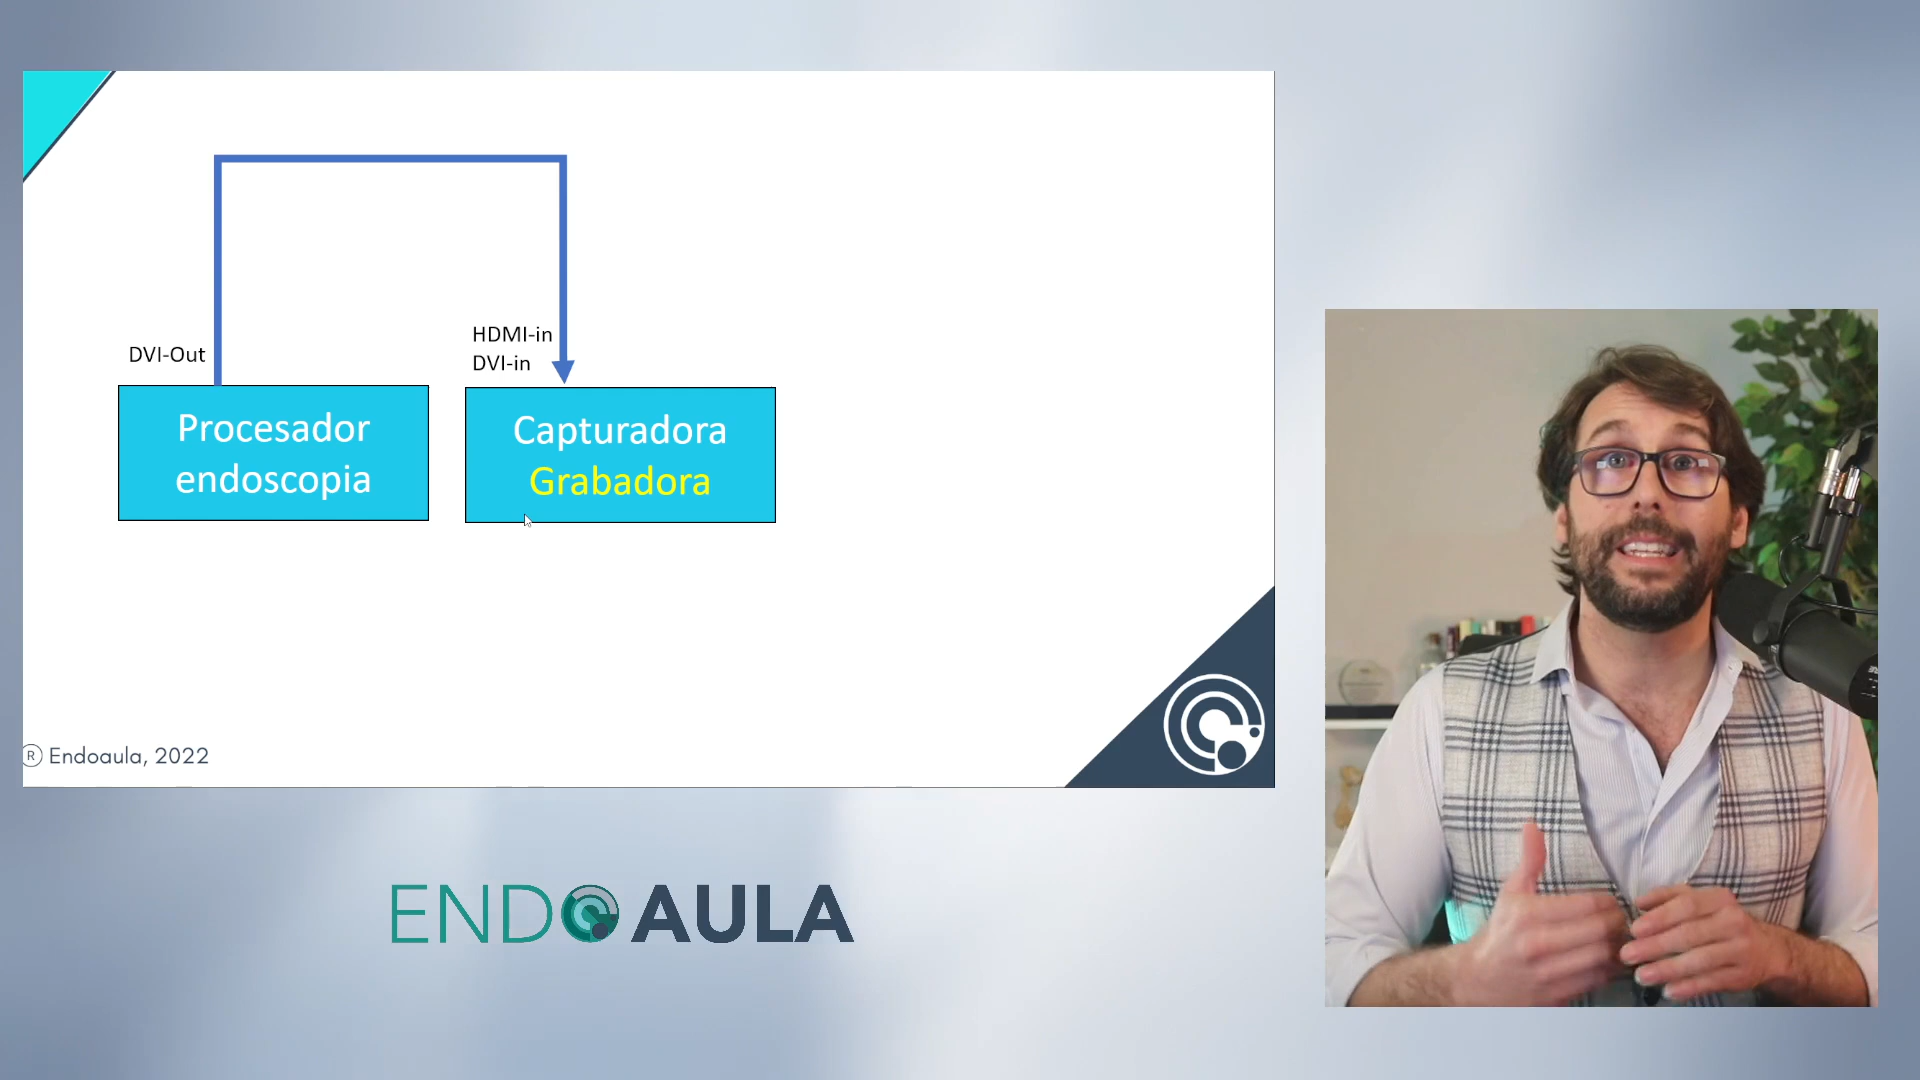 HDMI-in
DVI-Out
DVI-in
Procesador
endoscopia
Capturadora
Grabadora
® Endoaula, 2022
ENDOAULA